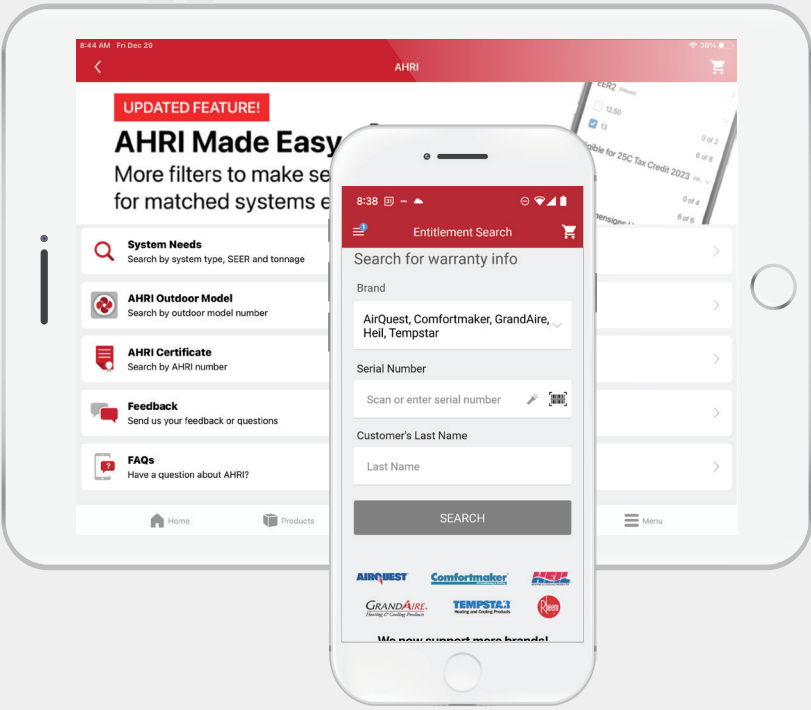 8:44 AM Fri Dec 29
38%
AHRI
UPDATED FEATURE!
AHRI Made Easy
More filters to make se
for matched systems e
EER2
12.50
13
0 of 2
gible for 25C Tax Credit 2023
6 of 8
0 of 4
6 of 6
System Needs
Search by system type, SEER and tonnage
AHRI Outdoor Model
Search by outdoor model number
AHRI Certificate
Search by AHRI number
Feedback
Send us your feedback or questions
?
FAQs
Have a question about AHRI?
Home
Products
Menu
8:38 31
1
Entitlement Search
Search for warranty info
Brand
AirQuest, Comfortmaker, GrandAire,
Heil, Tempstar
Serial Number
Scan or enter serial number
Customer's Last Name
Last Name
SEARCH
AIRQUEST Comfortmaker HEIL
GRANDAIRE. TEMPSTAR Rheem
Heating & Cooling Products Heating and Cooling Products
We now support more brands!